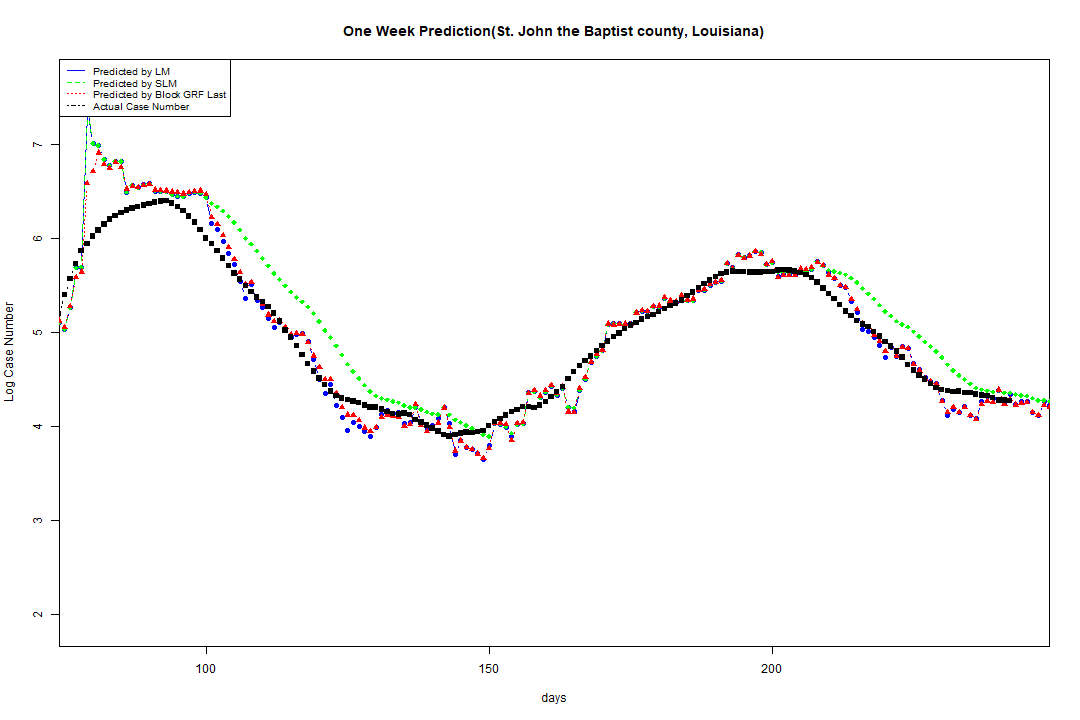 One Week Prediction(St. John the Baptist county, Louisiana)
Predicted by LM
Predicted by SLM
Predicted by Block GRF Last
Actual Case Number
7
6
5
4
3
2
Log Case Number
100 150 200
days